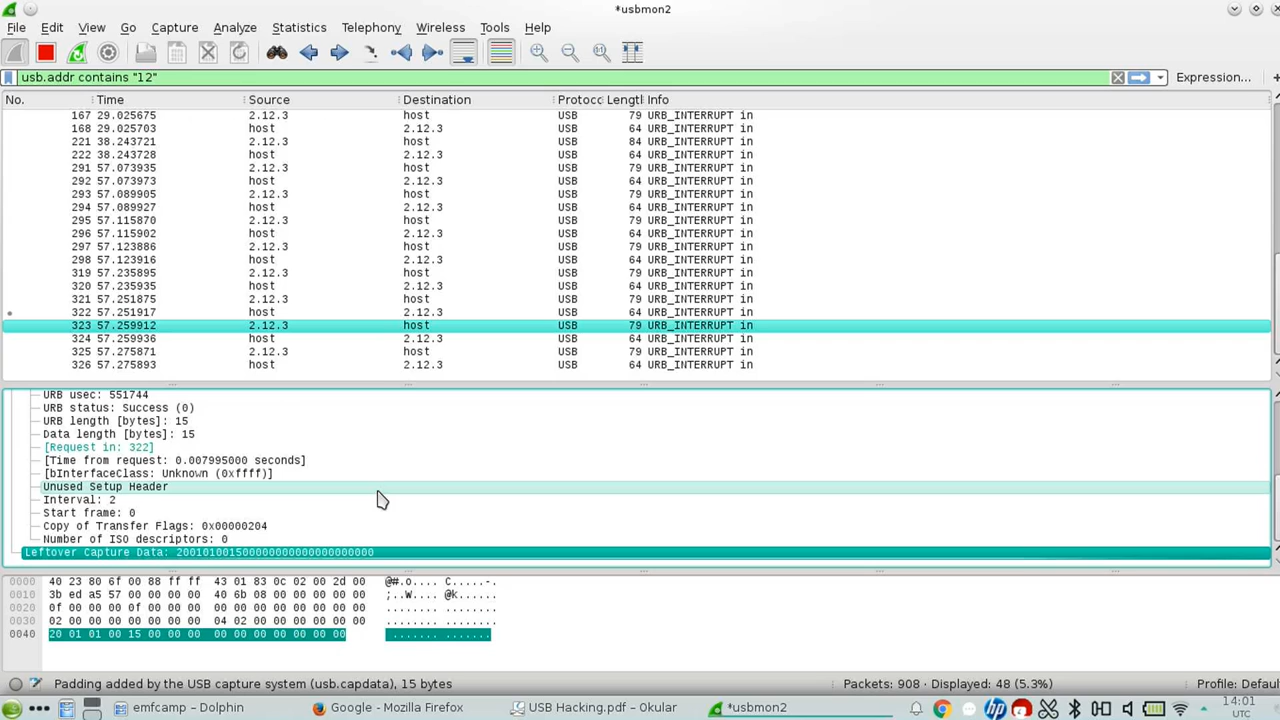 *usbmon2
File Edit View Go Capture Analyze Statistics Telephony Wireless Tools Help
usb.addr contains "12" Expression...
No. Time Source Destination Protocc Lengtl Info
167 29.025675 2.12.3 host USB 79 URB_INTERRUPT in
168 29.025703 host 2.12.3 USB 64 URB_INTERRUPT in
221 38.243721 2.12.3 host USB 84 URB_INTERRUPT in
222 38.243728 host 2.12.3 USB 64 URB_INTERRUPT in
291 57.073935 2.12.3 host USB 79 URB_INTERRUPT in
292 57.073973 host 2.12.3 USB 64 URB_INTERRUPT in
293 57.089905 2.12.3 host USB 79 URB_INTERRUPT in
294 57.089927 host 2.12.3 USB 64 URB_INTERRUPT in
295 57.115870 2.12.3 host USB 79 URB_INTERRUPT in
296 57.115902 host 2.12.3 USB 64 URB_INTERRUPT in
297 57.123886 2.12.3 host USB 79 URB_INTERRUPT in
298 57.123916 host 2.12.3 USB 64 URB_INTERRUPT in
319 57.235895 2.12.3 host USB 79 URB_INTERRUPT in
320 57.235935 host 2.12.3 USB 64 URB_INTERRUPT in
321 57.251875 2.12.3 host USB 79 URB_INTERRUPT in
322 57.251917 host 2.12.3 USB 64 URB_INTERRUPT in
323 57.259912 2.12.3 host USB 79 URB_INTERRUPT in
324 57.259936 host 2.12.3 USB 64 URB_INTERRUPT in
325 57.275871 2.12.3 host USB 79 URB_INTERRUPT in
326 57.275893 host 2.12.3 USB 64 URB_INTERRUPT in
URB usec: 551744
URB status: Success (0)
URB length [bytes]: 15
Data length [bytes]: 15
[Request in: 322]
[Time from request: 0.007995000 seconds]
[bInterfaceClass: Unknown (0xffff)]
Unused Setup Header
Interval: 2
Start frame: 0
Copy of Transfer Flags: 0x00000204
Number of ISO descriptors: 0
Leftover Capture Data: 200101001500000000000000000000
0000 40 23 80 6f 00 88 ff ff 43 01 83 0c 02 00 2d 00 @#.o.... C.....-.
0010 3b ed a5 57 00 00 00 00 40 6b 08 00 00 00 00 00 ;..W.... @k......
0020 0f 00 00 00 0f 00 00 00 00 00 00 00 00 00 00 00 ........ ........
0030 02 00 00 00 00 00 00 00 04 02 00 00 00 00 00 00 ........ ........
0040 20 01 01 00 15 00 00 00 00 00 00 00 00 00 00 ....... .......
Padding added by the USB capture system (usb.capdata), 15 bytes Packets: 908 · Displayed: 48 (5.3%) Profile: Defau
emfcamp – Dolphin Google - Mozilla Firefox USB Hacking.pdf – Okular *usbmon2 hp 14:01
UTC